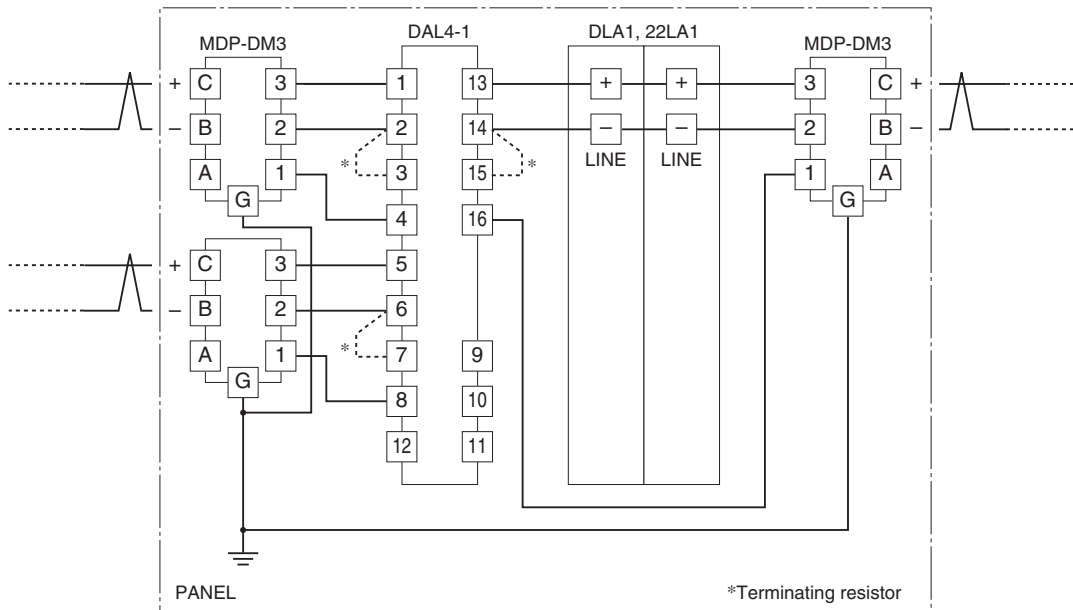 DAL4-1 DLA1, 22LA1
MDP-DM3 MDP-DM3
+ C 3 1 13 + + 3 C +
– B 2 2 14 – – 2 B –
* * LINE LINE
A 1 3 15 1 A
G 4 16 G
+ C 3 5
– B 2 6
*
A 1 7 9
G 8 10
12 11
PANEL *Terminating resistor